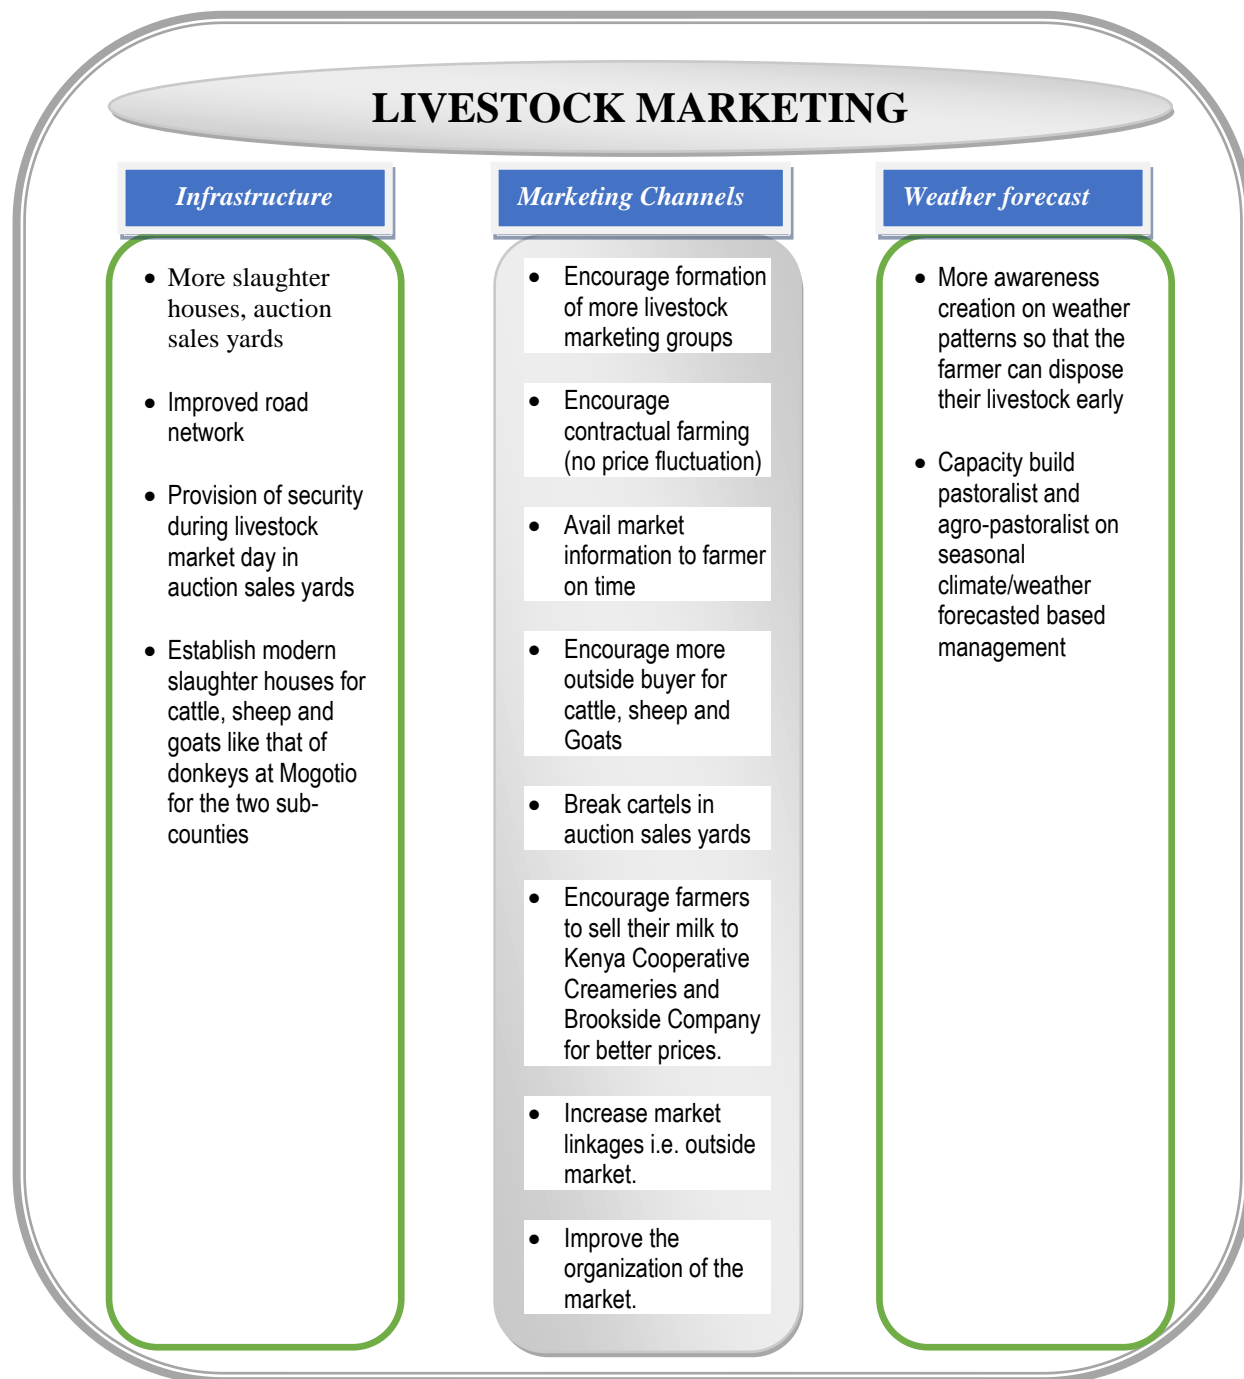 LIVESTOCK MARKETING
Infrastructure
• More slaughter
houses, auction
sales yards
• Improved road
network
• Provision of security
during livestock
market day in
auction sales yards
• Establish modern
slaughter houses for
cattle, sheep and
goats like that of
donkeys at Mogotio
for the two sub-
counties
Marketing Channels
• Encourage formation
of more livestock
marketing groups
• Encourage
contractual farming
(no price fluctuation)
• Avail market
information to farmer
on time
• Encourage more
outside buyer for
cattle, sheep and
Goats
• Break cartels in
auction sales yards
• Encourage farmers
to sell their milk to
Kenya Cooperative
Creameries and
Brookside Company
for better prices.
• Increase market
linkages i.e. outside
market.
• Improve the
organization of the
market.
Weather forecast
• More awareness
creation on weather
patterns so that the
farmer can dispose
their livestock early
• Capacity build
pastoralist and
agro-pastoralist on
seasonal
climate/weather
forecasted based
management